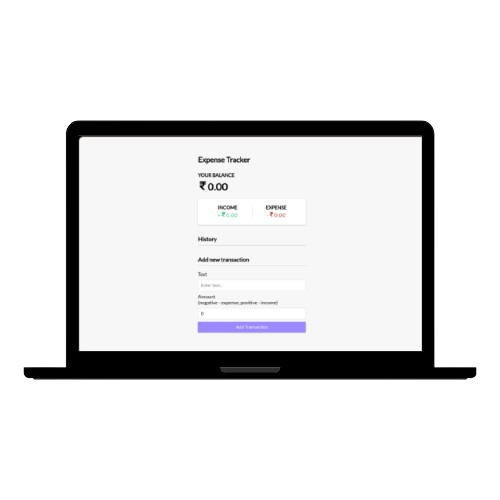 Expense Tracker
YOUR BALANCE
₹ 0.00
INCOME EXPENSE
+ ₹ 0.00 - ₹ 0.00
History
Add new transaction
Text
Enter text...
Amount
(negative - expense, positive - income)
0
Add Transaction